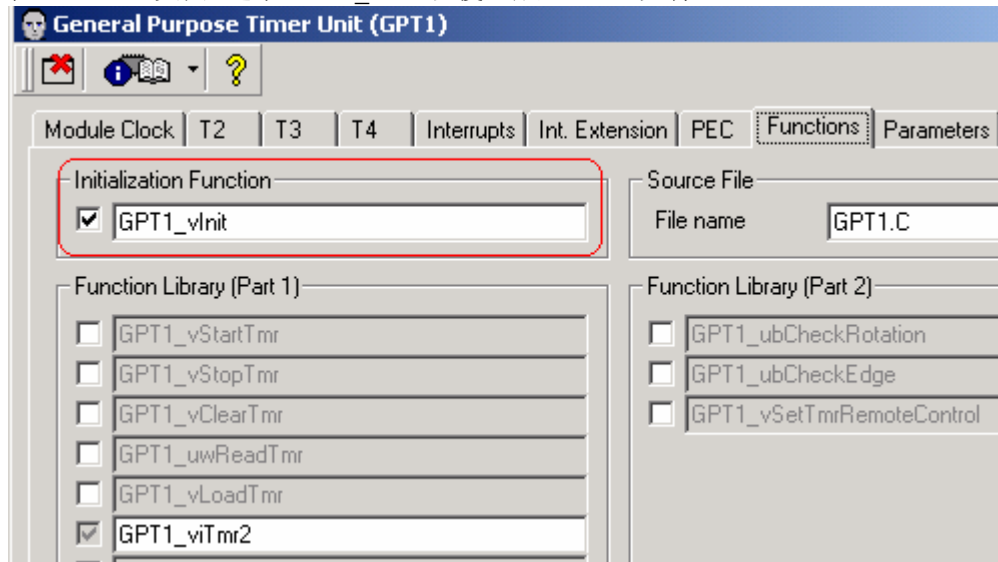 General Purpose Timer Unit (GPT1)
Module Clock T2 T3 T4 Interrupts Int. Extension PEC Functions Parameters
Initialization Function
GPT1_vInit
Source File
File name GPT1.C
Function Library (Part 1)
GPT1_vStartTmr
GPT1_vStopTmr
GPT1_vClearTmr
GPT1_uwReadTmr
GPT1_vLoadTmr
GPT1_viTmr2
Function Library (Part 2)
GPT1_ubCheckRotation
GPT1_ubCheckEdge
GPT1_vSetTmrRemoteControl